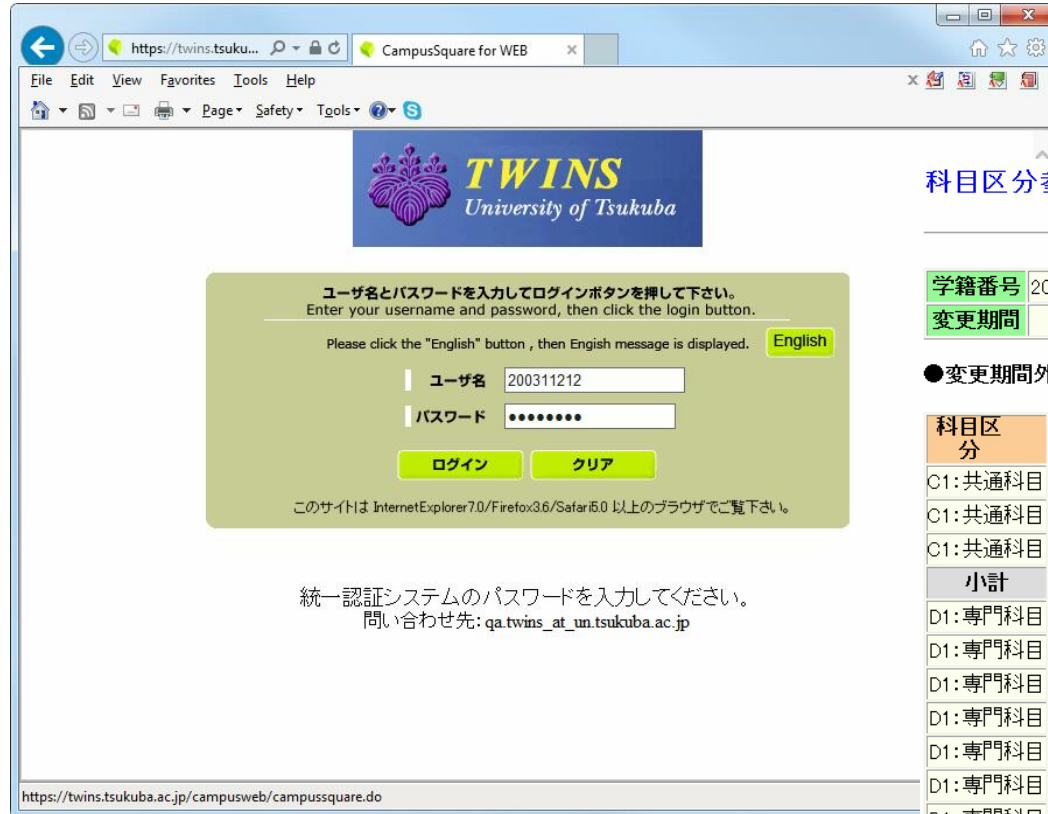 https://twins.tsuku...
CampusSquare for WEB
File Edit View Favorites Tools Help
Page Safety Tools
TWINS
University of Tsukuba
ユーザ名とパスワードを入力してログインボタンを押して下さい。
Enter your username and password, then click the login button.
Please click the "English" button , then Engish message is displayed.
English
ユーザ名 200311212
パスワード ●●●●●●●●
ログイン クリア
このサイトは InternetExplorer7.0/Firefox3.6/Safari5.0 以上のブラウザでご覧下さい。
統一認証システムのパスワードを入力してください。
問い合わせ先: qa.twins_at_un.tsukuba.ac.jp
https://twins.tsukuba.ac.jp/campusweb/campussquare.do
科目区分
学籍番号 20
変更期間
●変更期間外
科目区
分
C1:共通科目
C1:共通科目
C1:共通科目
小計
D1:専門科目
D1:専門科目
D1:専門科目
D1:専門科目
D1:専門科目
D1:専門科目